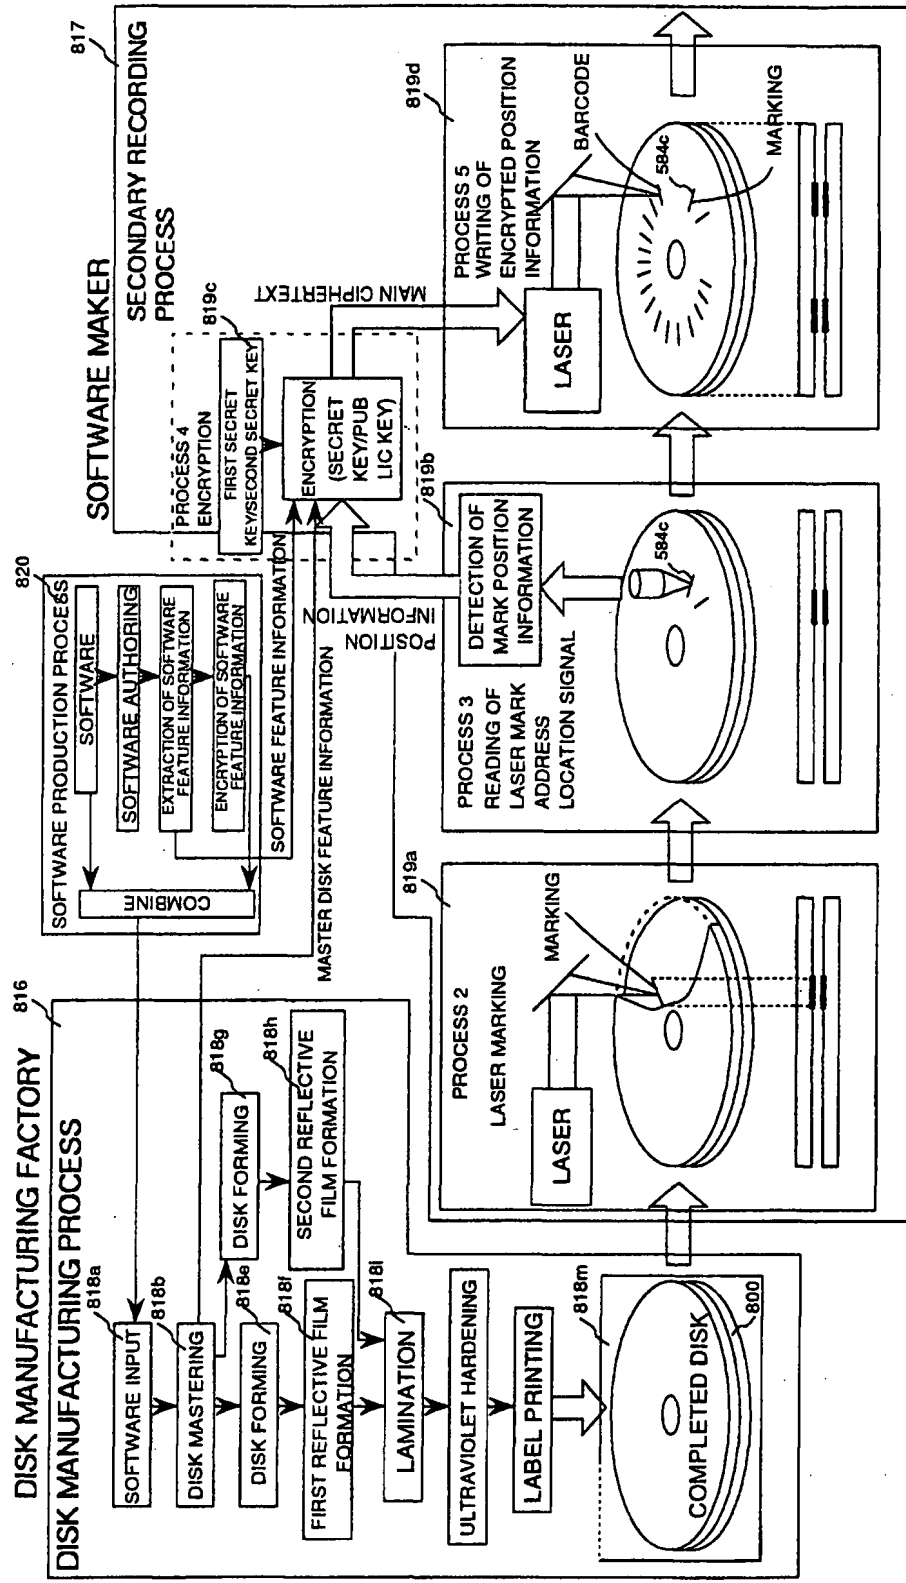 DISK MANUFACTURING FACTORY
DISK MANUFACTURING PROCESS
816
818a
SOFTWARE INPUT
818b
DISK MASTERING
818e
DISK FORMING
818f
FIRST REFLECTIVE FILM
FORMATION
818g
DISK FORMING
818h
SECOND REFLECTIVE
FILM FORMATION
818i
LAMINATION
ULTRAVIOLET HARDENING
LABEL PRINTING
818m
COMPLETED DISK
800
820
SOFTWARE PRODUCTION PROCESS
SOFTWARE
SOFTWARE AUTHORING
EXTRACTION OF SOFTWARE
FEATURE INFORMATION
ENCRYPTION OF SOFTWARE
FEATURE INFORMATION
COMBINE
SOFTWARE FEATURE INFORMATION
MASTER DISK FEATURE INFORMATION
POSITION
INFORMATION
SOFTWARE MAKER
817
SECONDARY RECORDING
PROCESS
819a
PROCESS 2
LASER MARKING
LASER
MARKING
819b
PROCESS 3
READING OF
LASER MARK
ADDRESS
LOCATION SIGNAL
DETECTION OF
MARK POSITION
INFORMATION
584c
819c
PROCESS 4
ENCRYPTION
FIRST SECRET
KEY/SECOND SECRET KEY
ENCRYPTION
(SECRET
KEY/PUB
LIC KEY)
MAIN CIPHERTEXT
819d
PROCESS 5
WRITING OF
ENCRYPTED POSITION
INFORMATION
LASER
BARCODE
584c
MARKING